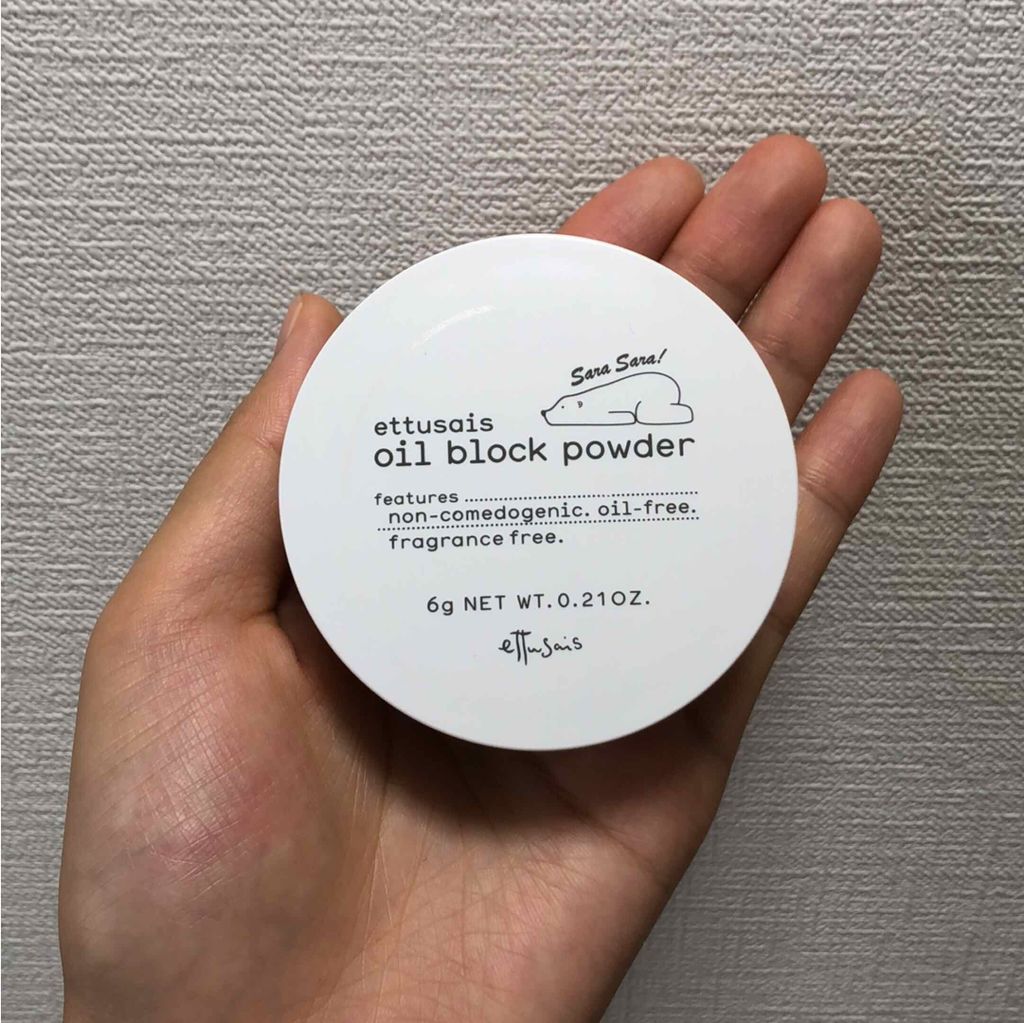 Sara Sara!
ettusais
oil block powder
features
non-comedogenic. oil-free.
fragrance free.
6g NET WT. 0.21OZ.
ettusais